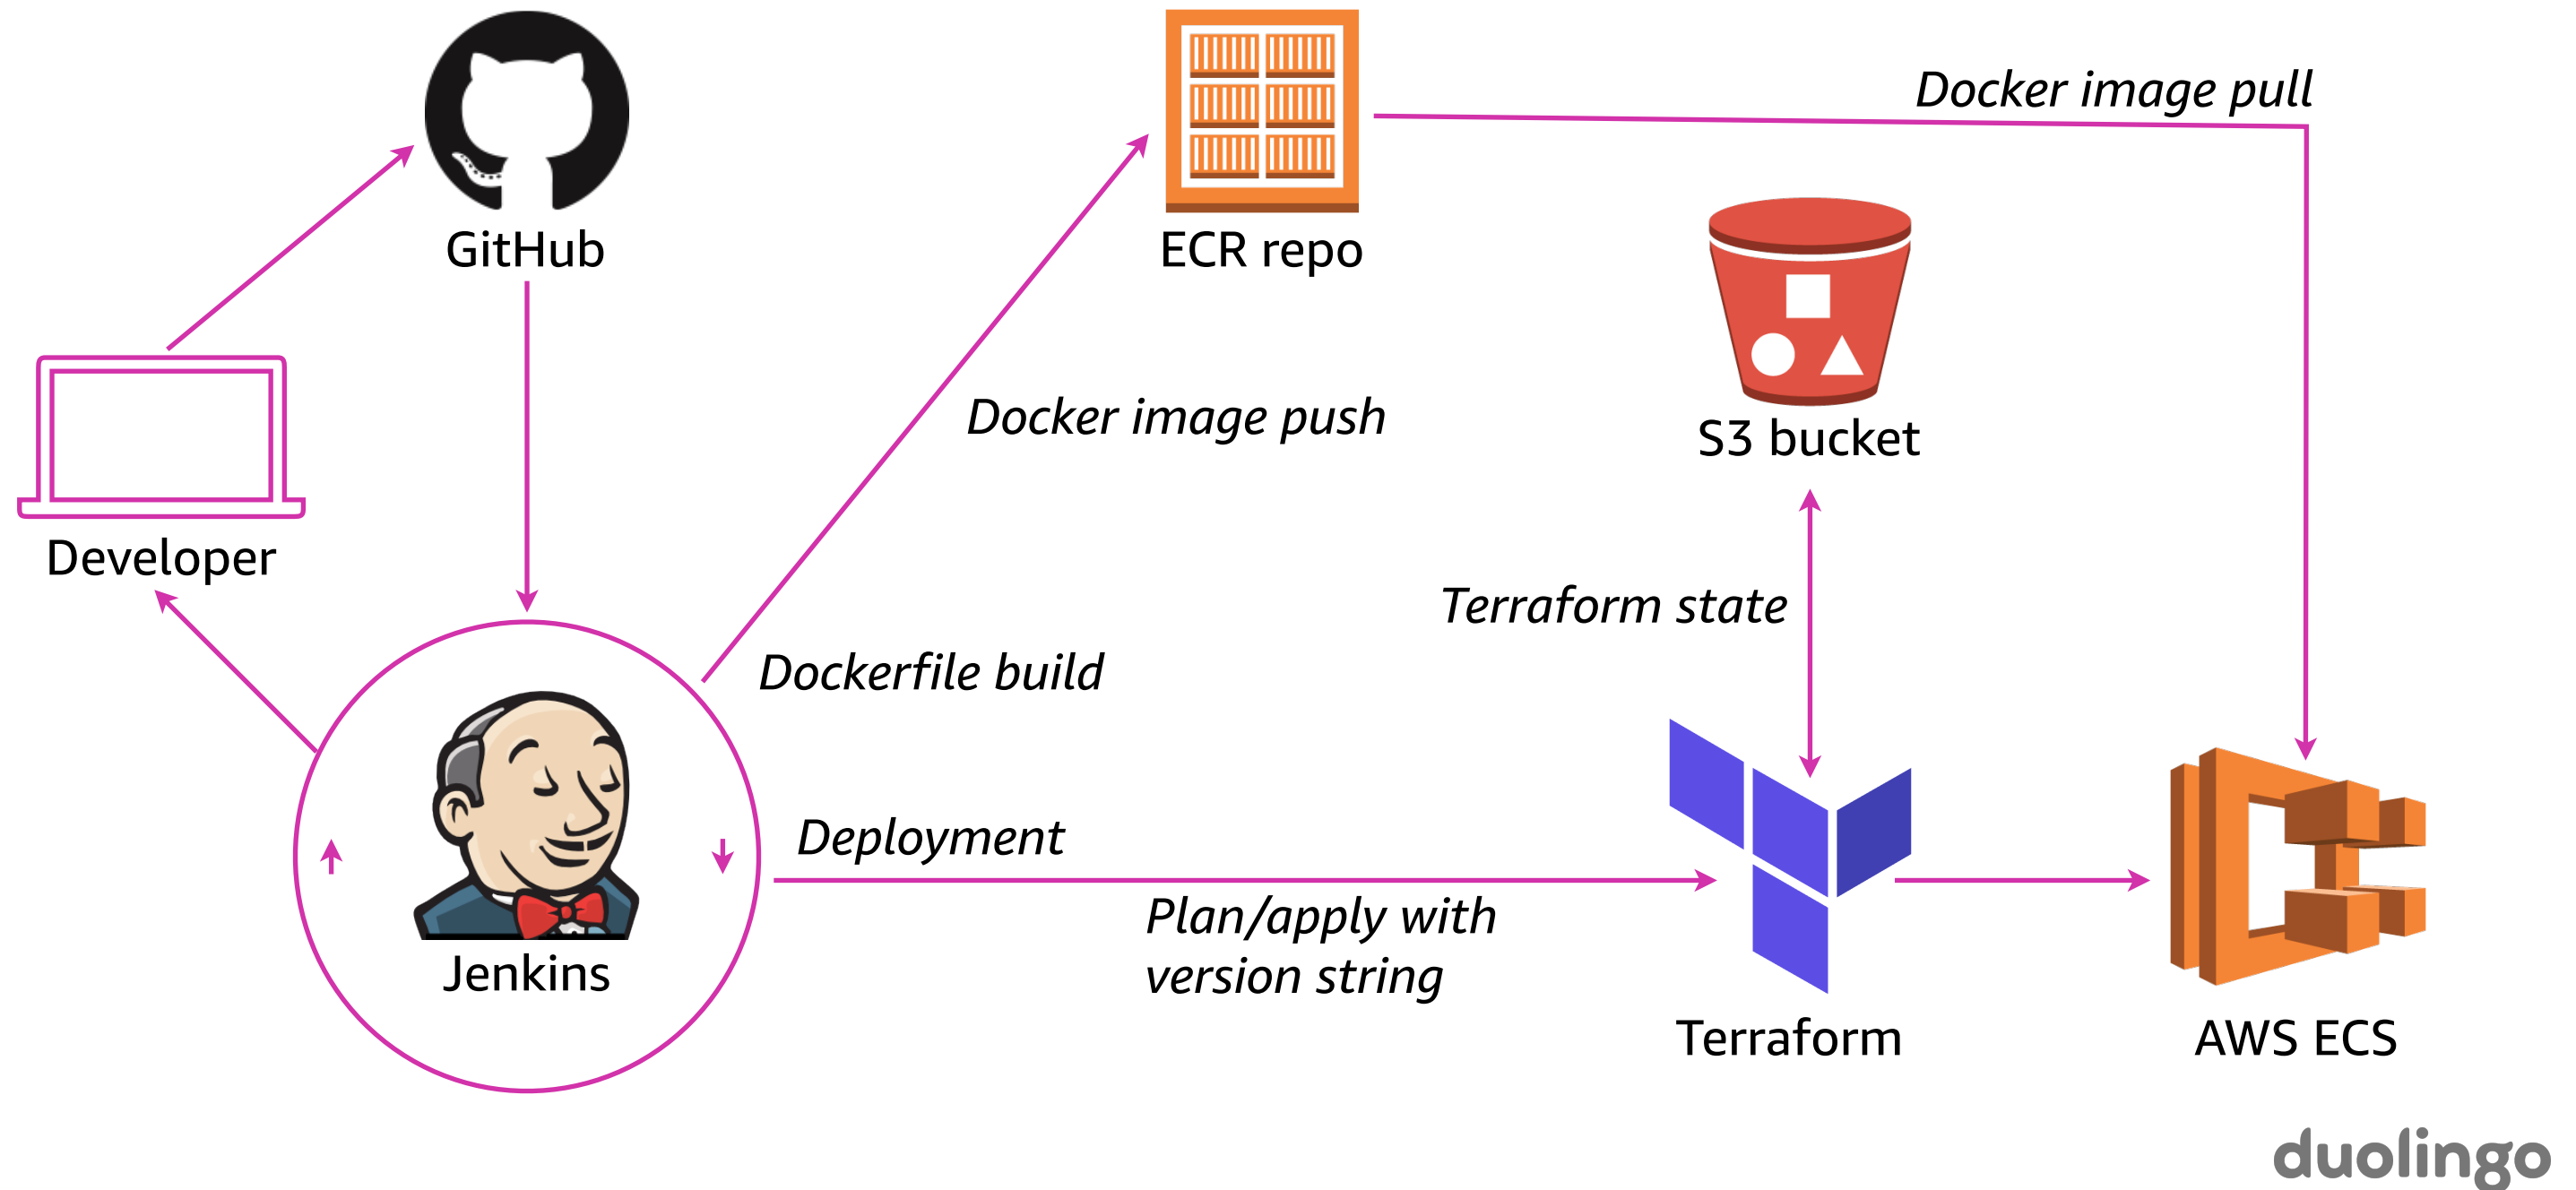 GitHub
ECR repo
Docker image pull
S3 bucket
Docker image push
Developer
Terraform state
Dockerfile build
Deployment
Plan/apply with
version string
Jenkins
Terraform
AWS ECS
duolingo